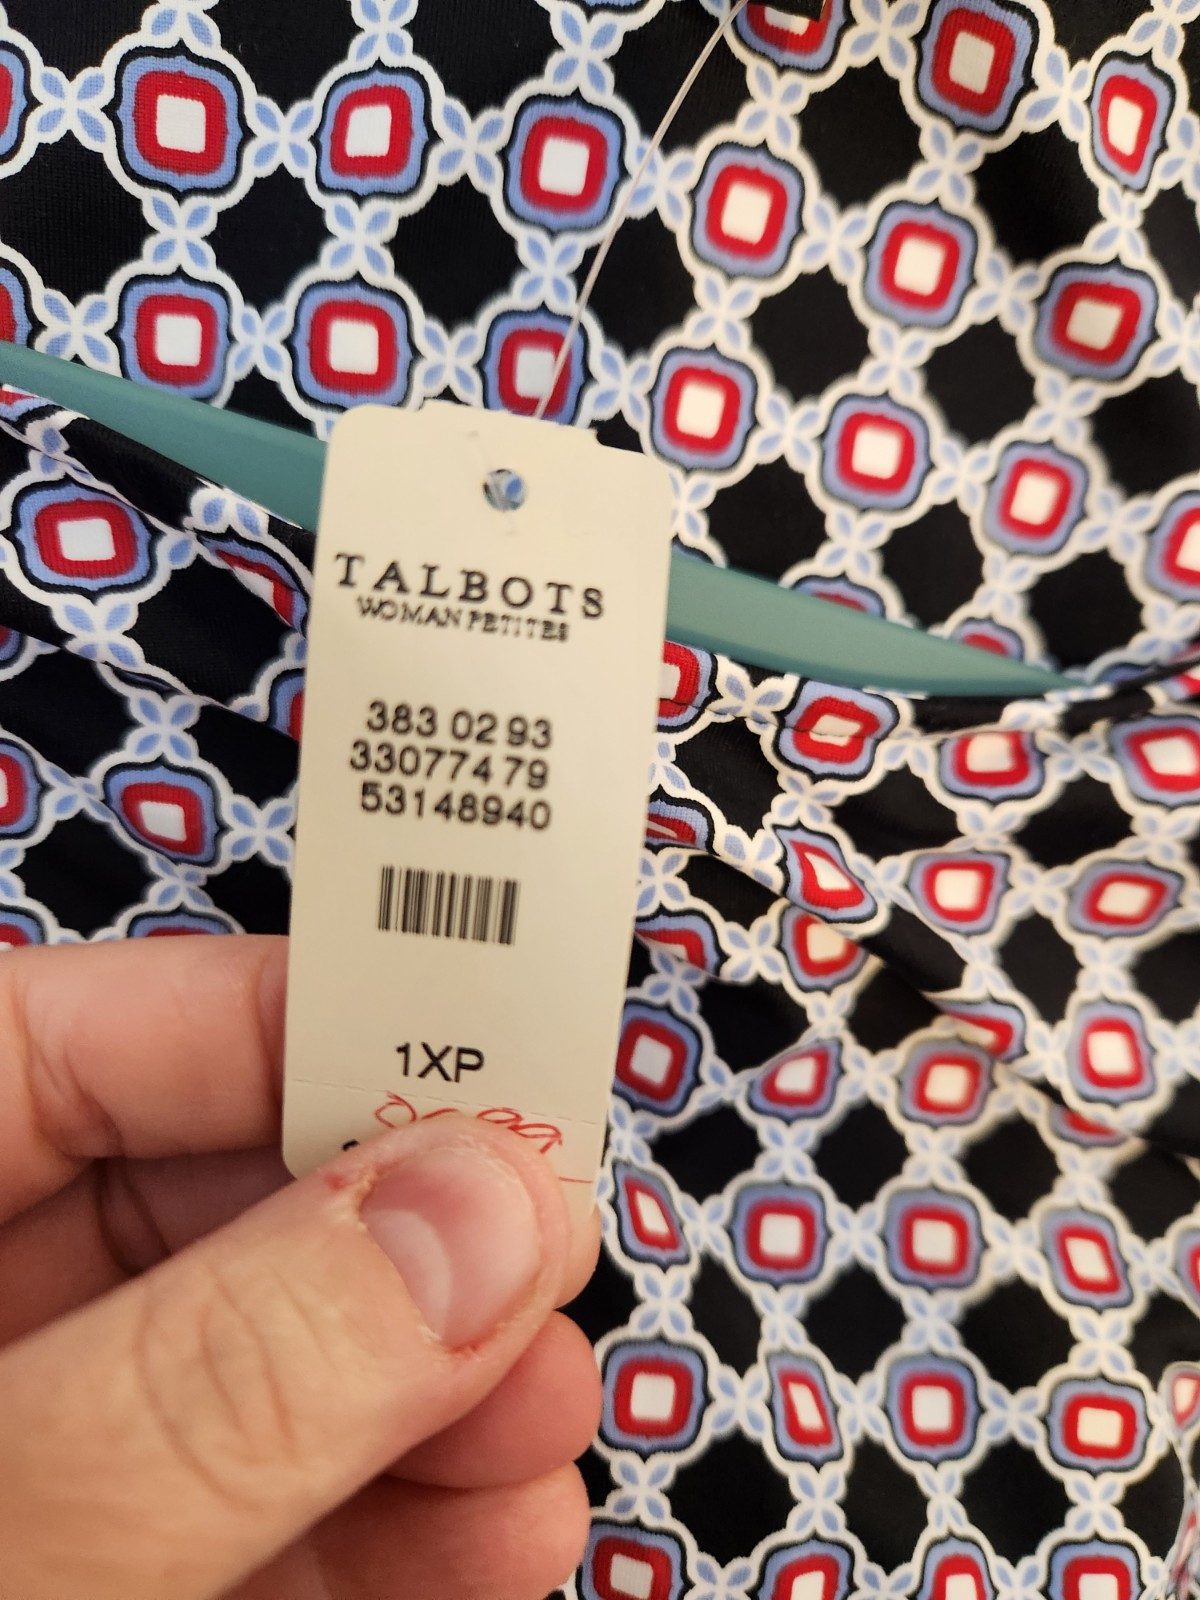 TALBOTS
WOMAN PETITES
383 02 93
33077479
53148940
1XP